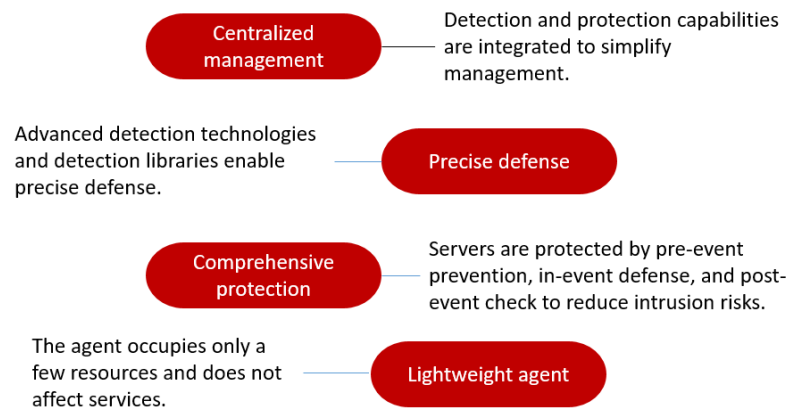 Centralized
management
Detection and protection capabilities
are integrated to simplify
management.
Advanced detection technologies
and detection libraries enable
precise defense.
Precise defense
Comprehensive
protection
Servers are protected by pre-event
prevention, in-event defense, and post-
event check to reduce intrusion risks.
The agent occupies only a
few resources and does not
affect services.
Lightweight agent